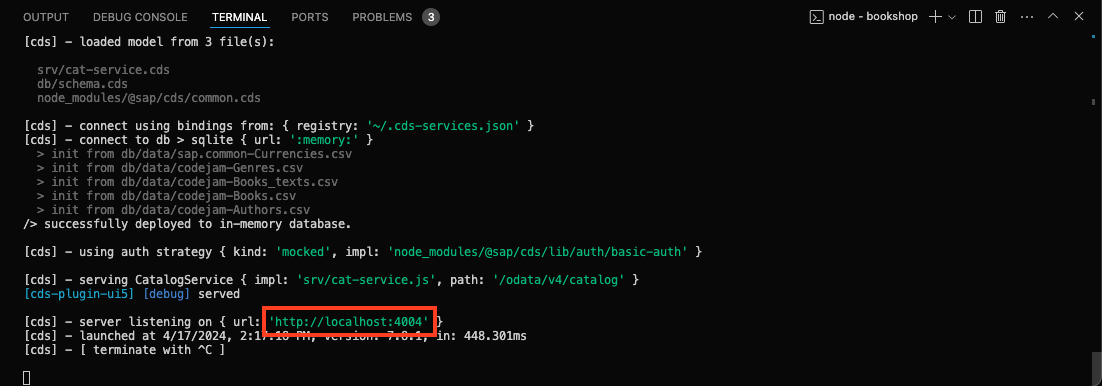 OUTPUT DEBUG CONSOLE TERMINAL PORTS PROBLEMS 3 node - bookshop
[cds] - loaded model from 3 file(s):
srv/cat-service.cds
db/schema.cds
node_modules/@sap/cds/common.cds
[cds] - connect using bindings from: { registry: '~/.cds-services.json' }
[cds] - connect to db > sqlite { url: ':memory:' }
> init from db/data/sap.common-Currencies.csv
> init from db/data/codejam-Genres.csv
> init from db/data/codejam-Books_texts.csv
> init from db/data/codejam-Books.csv
> init from db/data/codejam-Authors.csv
/> successfully deployed to in-memory database.
[cds] - using auth strategy { kind: 'mocked', impl: 'node_modules/@sap/cds/lib/auth/basic-auth' }
[cds] - serving CatalogService { impl: 'srv/cat-service.js', path: '/odata/v4/catalog' }
[cds-plugin-ui5] [debug] served
[cds] - server listening on { url: 'http://localhost:4004' }
[cds] - launched at 4/17/2024, PM, in: 448.301ms
[cds] - [ terminate with ^C ]